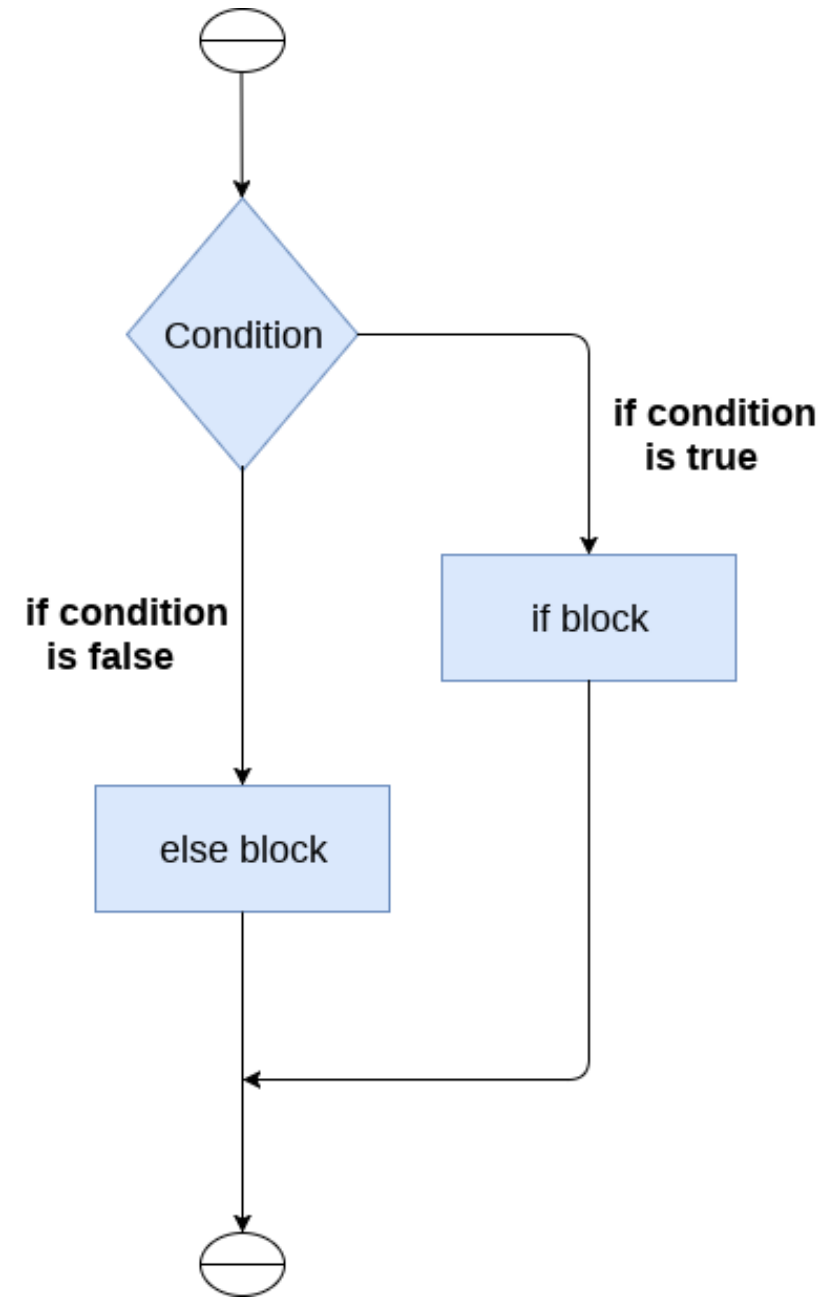 Condition
if condition
is true
if block
if condition
is false
else block